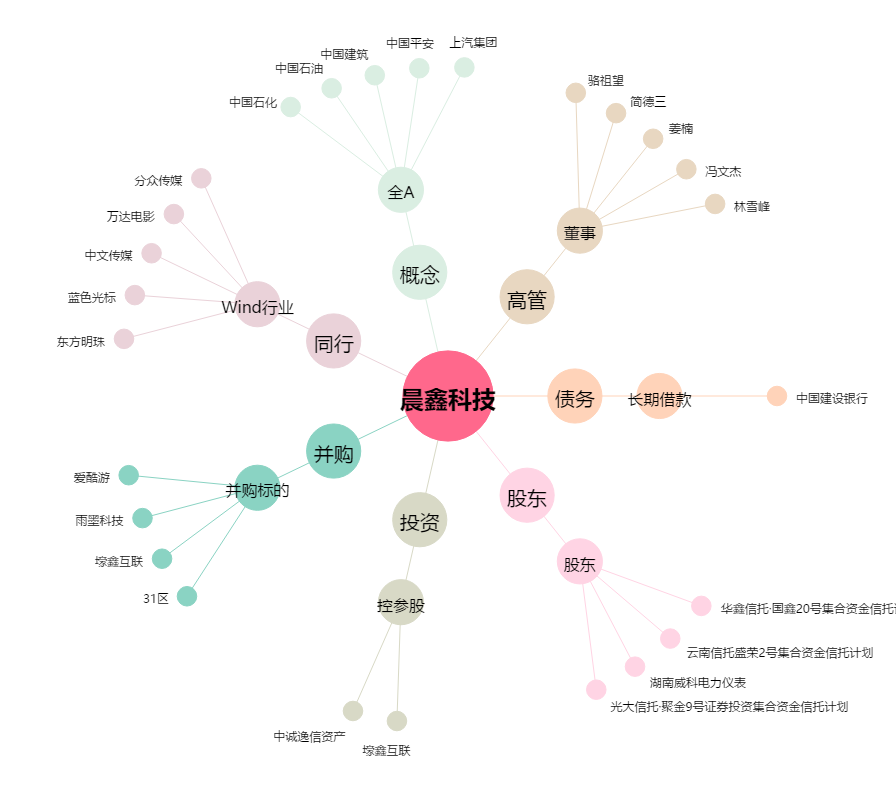 上汽集团
中国平安
中国建筑
中国石油
中国石化
全A
概念
骆祖望
简德三
姜楠
冯文杰
林雪峰
董事
高管
分众传媒
万达电影
中文传媒
蓝色光标
东方明珠
Wind行业
同行
晨鑫科技
债务
长期借款
中国建设银行
并购
并购标的
爱酷游
雨墨科技
壕鑫互联
31区
投资
控参股
中诚逸信资产
壕鑫互联
股东
股东
华鑫信托·国鑫20号集合资金信托
云南信托盛荣2号集合资金信托计划
湖南威科电力仪表
光大信托·聚金9号证券投资集合资金信托计划